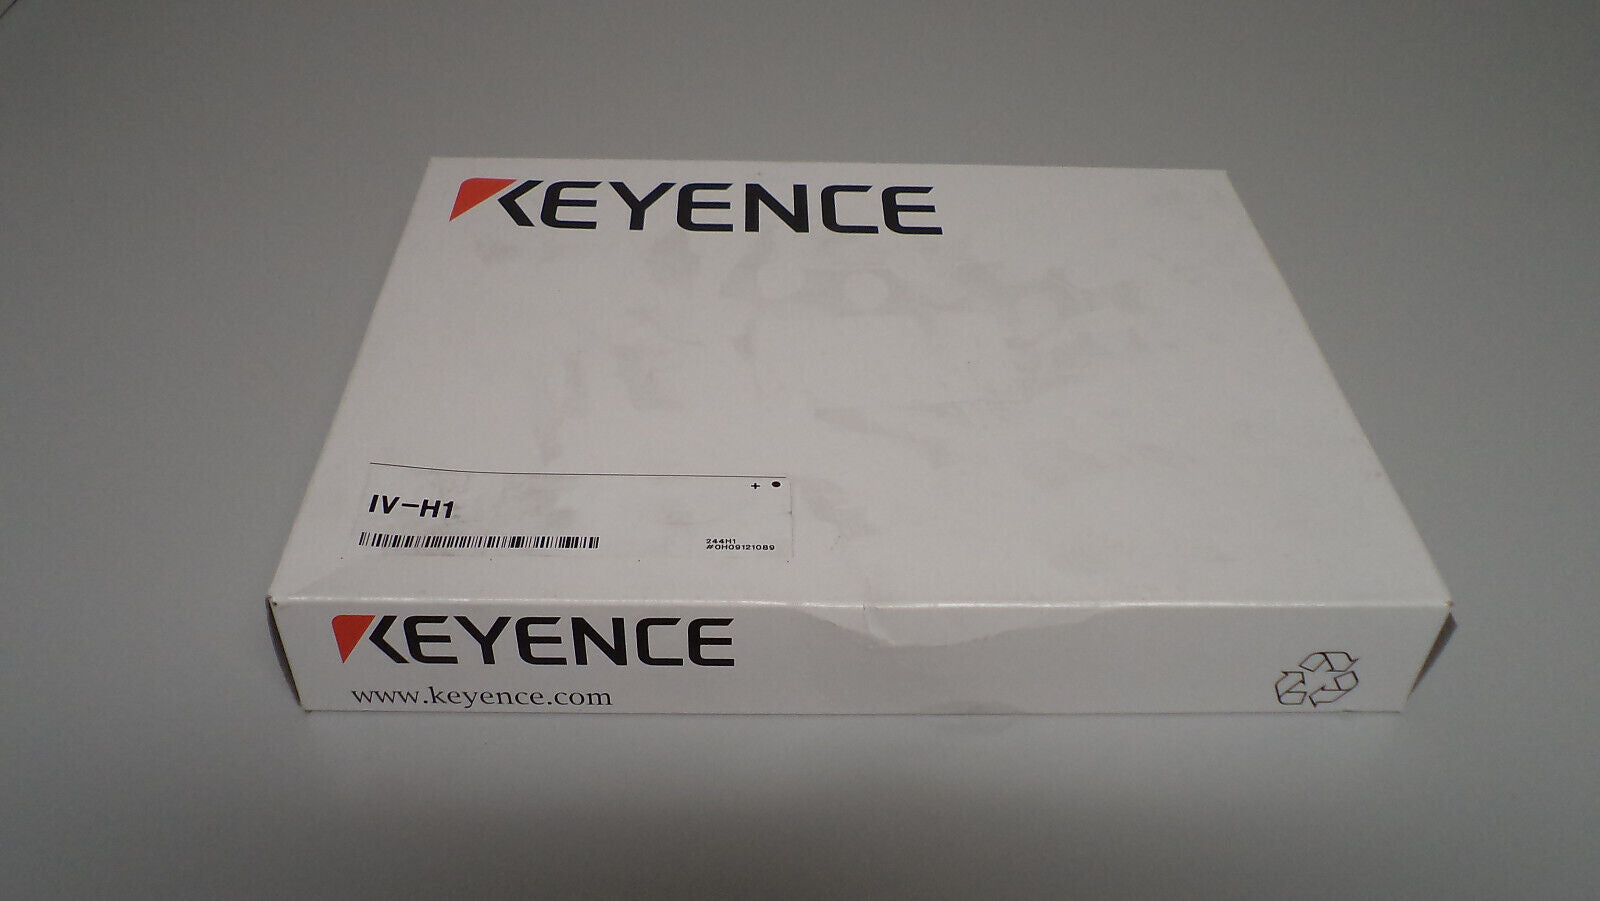 KEYENCE
IV-H1
244H1
#0H09121089
KEYENCE
www.keyence.com